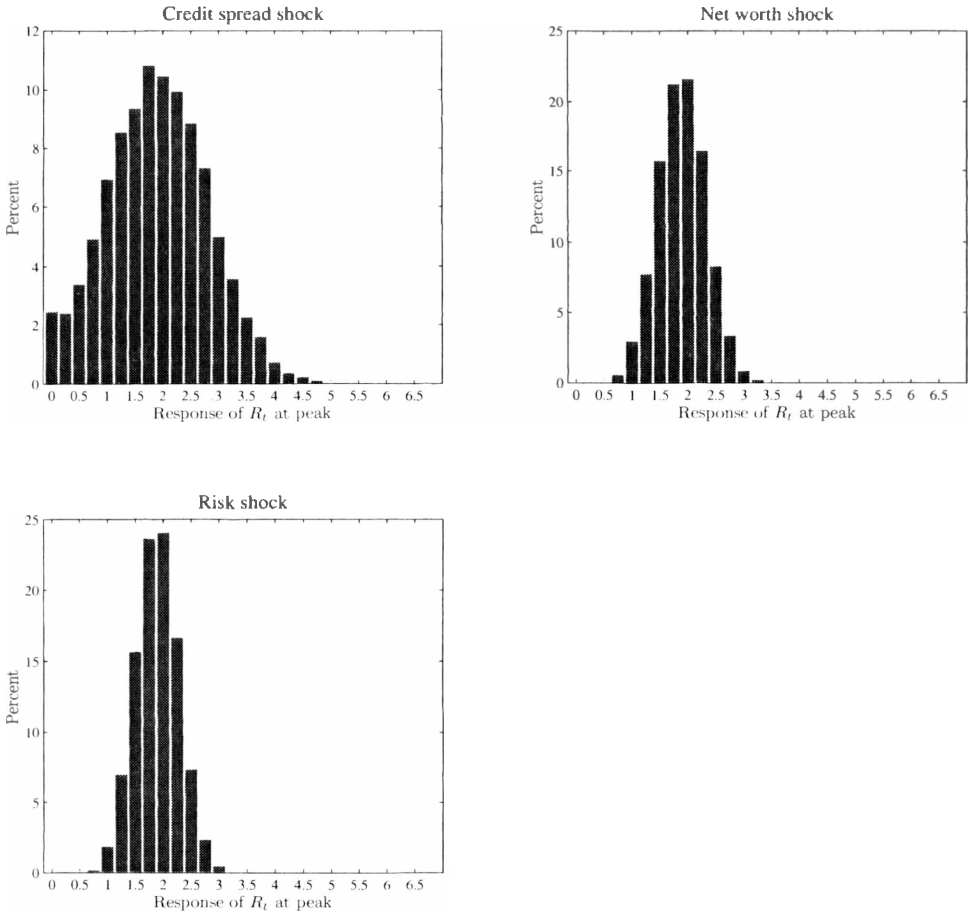 Credit spread shock
12
10
8
6
4
2
0
Percent
0 0.5 1 1.5 2 2.5 3 3.5 4 4.5 5 5.5 6 6.5
Response of R_t at peak
Net worth shock
25
20
15
10
5
0
Percent
0 0.5 1 1.5 2 2.5 3 3.5 4 4.5 5 5.5 6 6.5
Response of R_t at peak
Risk shock
25
20
15
10
5
0
Percent
0 0.5 1 1.5 2 2.5 3 3.5 4 4.5 5 5.5 6 6.5
Response of R_t at peak